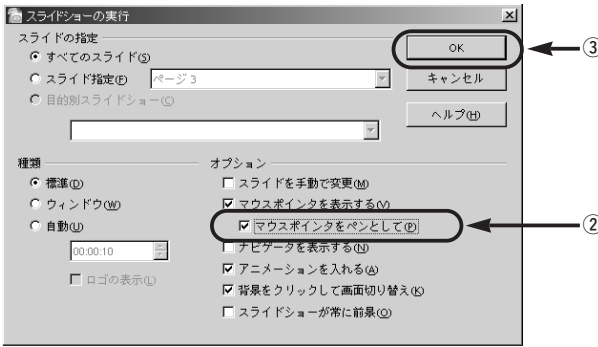 スライドショーの実行
スライドの指定
すべてのスライド(S)
スライド指定(F)
ページ 3
目的別スライドショー(C)
OK
③
キャンセル
ヘルプ(H)
種類
標準(D)
ウィンドウ(W)
自動(U)
00:00:10
ロゴの表示(L)
オプション
スライドを手動で変更(M)
マウスポインタを表示する(V)
マウスポインタをペンとして(P)
②
ナビゲータを表示する(N)
アニメーションを入れる(A)
背景をクリックして画面切り替え(K)
スライドショーが常に前景(O)